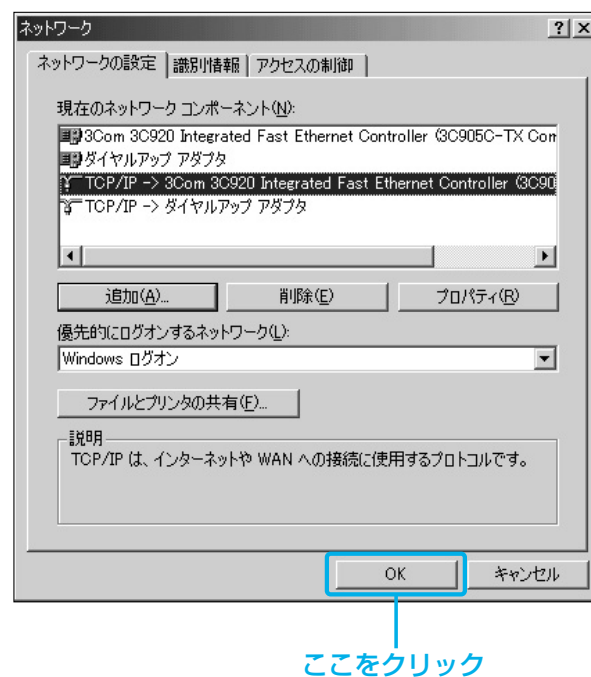 ネットワーク
ネットワークの設定 識別情報 アクセスの制御
現在のネットワーク コンポーネント(N):
3Com 3C920 Integrated Fast Ethernet Controller (3C905C-TX Com
ダイヤルアップ アダプタ
TCP/IP -> 3Com 3C920 Integrated Fast Ethernet Controller (3C90
TCP/IP -> ダイヤルアップ アダプタ
追加(A)... 削除(E) プロパティ(R)
優先的にログオンするネットワーク(L):
Windows ログオン
ファイルとプリンタの共有(F)...
説明
TCP/IP は、インターネットや WAN への接続に使用するプロトコルです。
OK キャンセル
ここをクリック